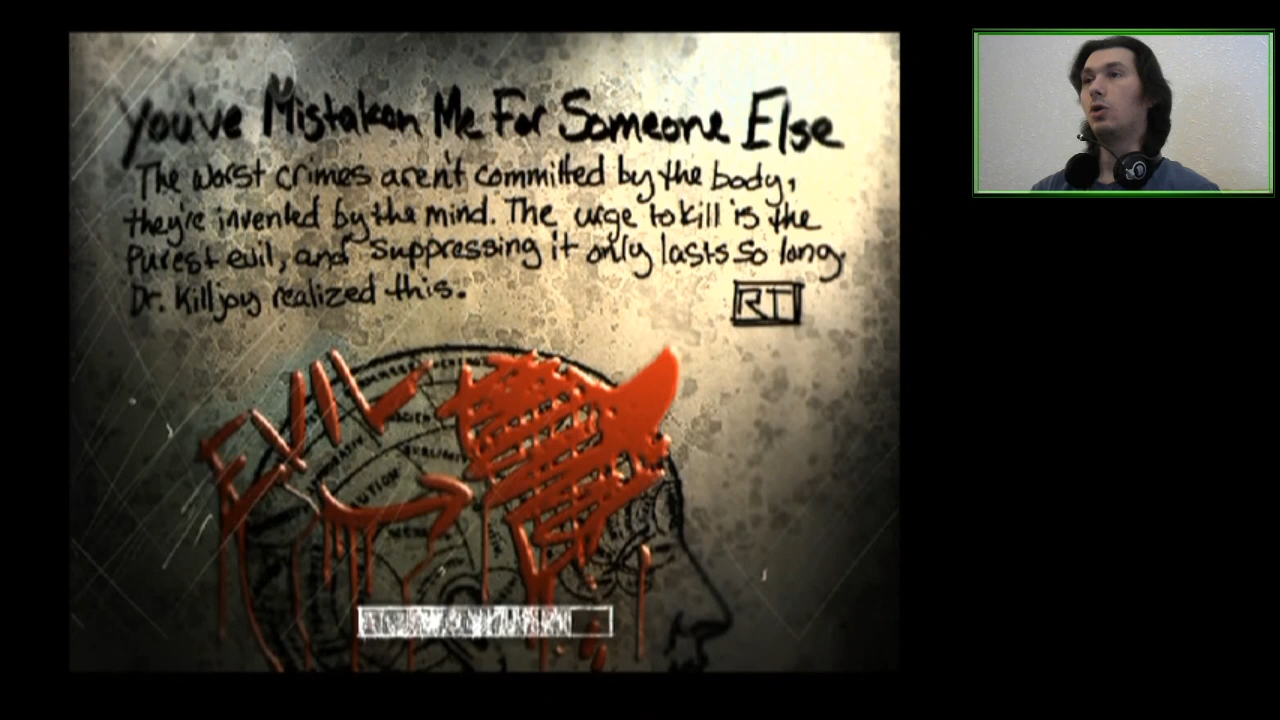 You've Mistaken Me For Someone Else
The worst crimes aren't committed by the body,
they're invented by the mind. The urge to kill is the
Purest evil, and suppressing it only lasts so long.
Dr. Killjoy realized this.
RT
EVIL